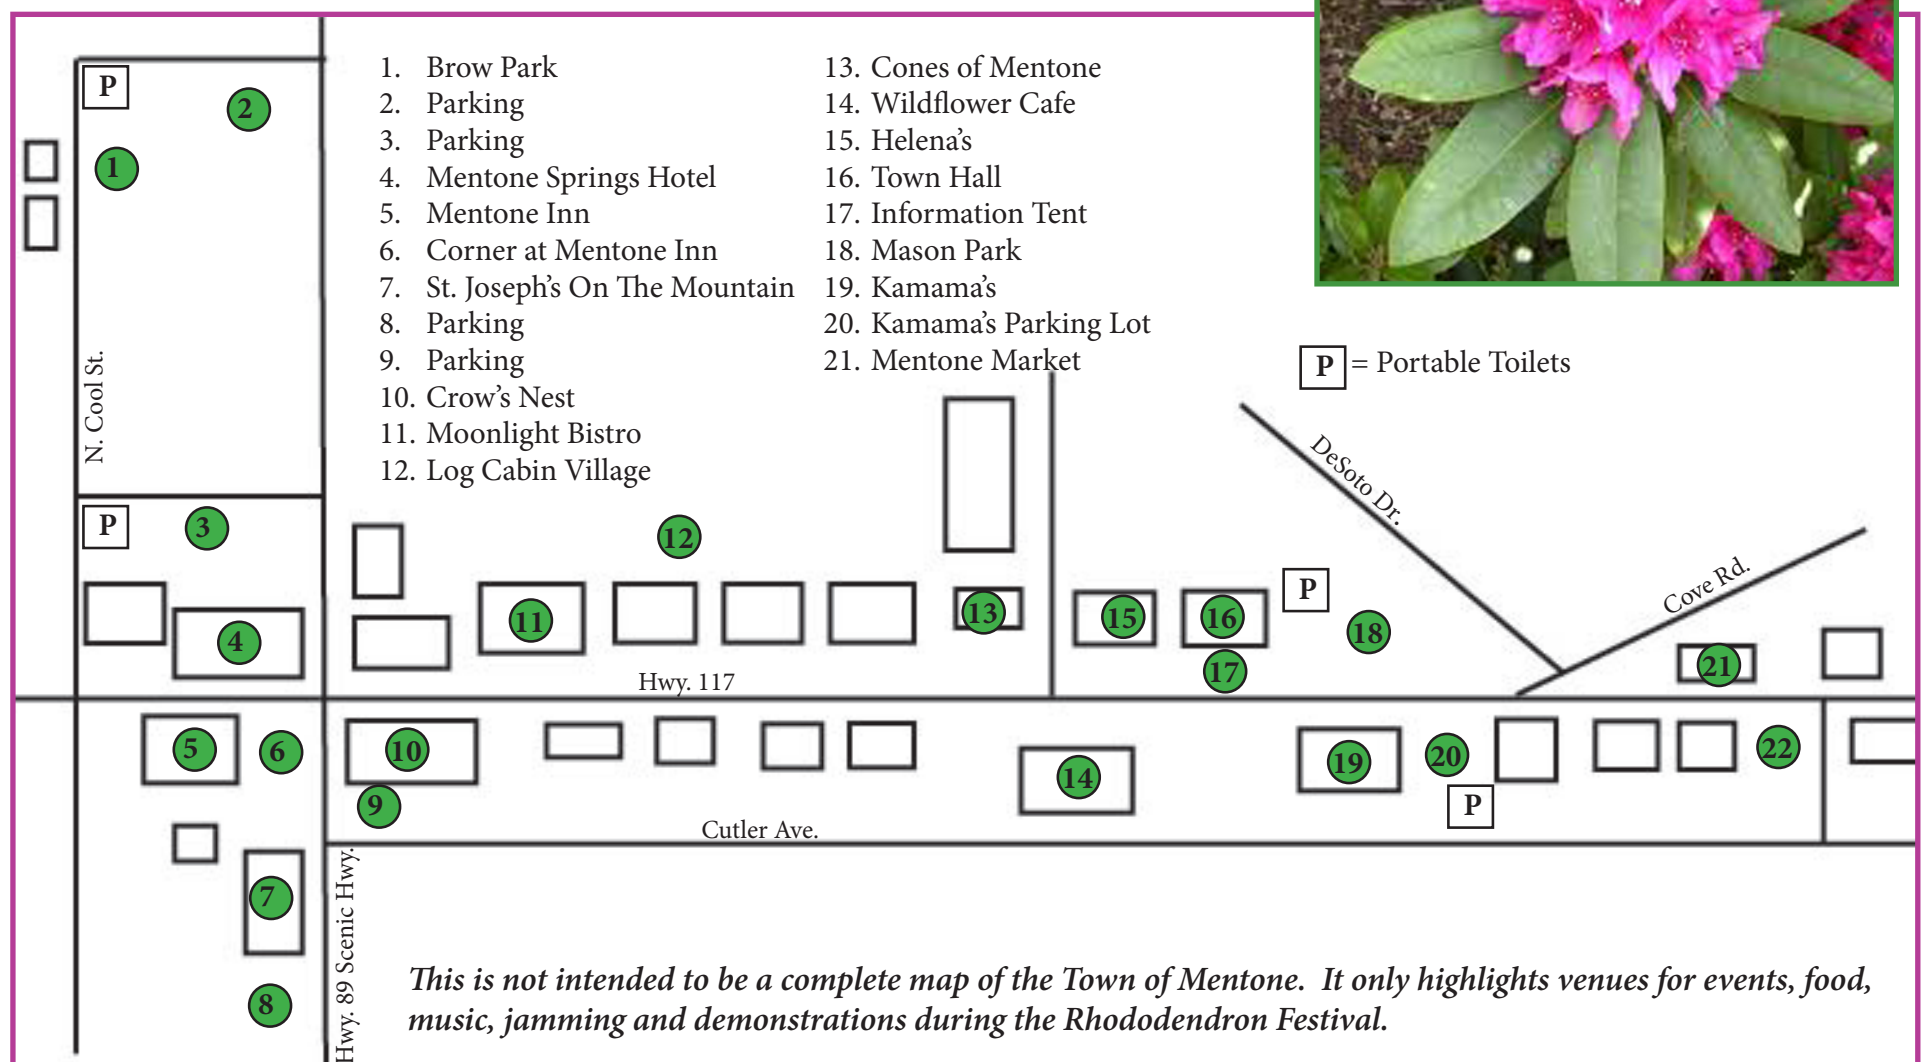 1. Brow Park
2. Parking
3. Parking
4. Mentone Springs Hotel
5. Mentone Inn
6. Corner at Mentone Inn
7. St. Joseph's On The Mountain
8. Parking
9. Parking
10. Crow's Nest
11. Moonlight Bistro
12. Log Cabin Village
13. Cones of Mentone
14. Wildflower Cafe
15. Helena's
16. Town Hall
17. Information Tent
18. Mason Park
19. Kamama's
20. Kamama's Parking Lot
21. Mentone Market
P = Portable Toilets
P
2
1
N. Cool St.
P
3
4
12
11
13
15
16
17
P
18
DeSoto Dr.
Cove Rd.
21
Hwy. 117
5
6
10
9
14
19
20
P
22
Cutler Ave.
7
8
Hwy. 89 Scenic Hwy.
This is not intended to be a complete map of the Town of Mentone. It only highlights venues for events, food,
music, jamming and demonstrations during the Rhododendron Festival.